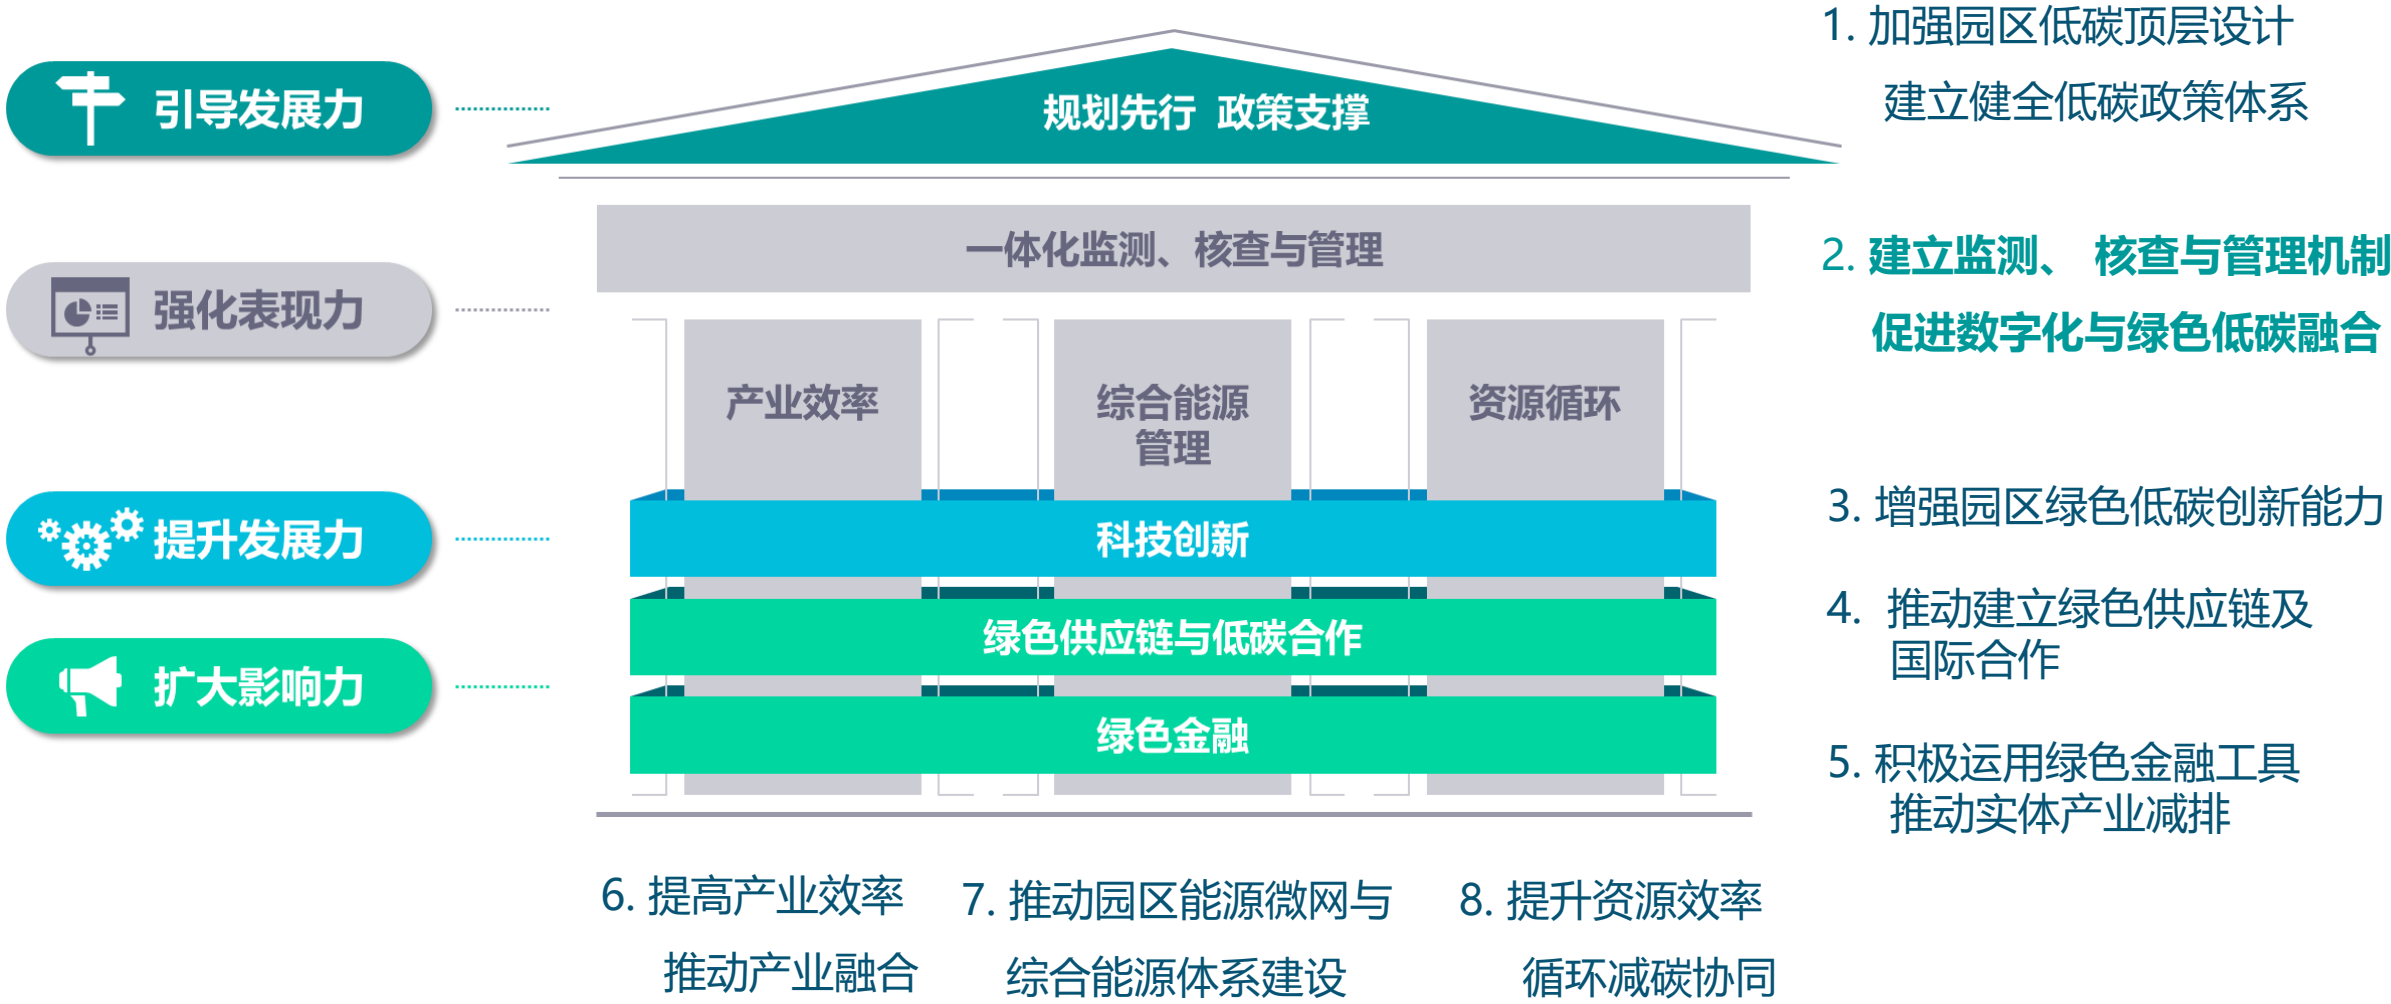 引导发展力
规划先行 政策支撑
1. 加强园区低碳顶层设计
建立健全低碳政策体系
强化表现力
一体化监测、核查与管理
2. 建立监测、 核查与管理机制
促进数字化与绿色低碳融合
产业效率
综合能源
管理
资源循环
提升发展力
科技创新
3. 增强园区绿色低碳创新能力
扩大影响力
绿色供应链与低碳合作
4. 推动建立绿色供应链及
国际合作
绿色金融
5. 积极运用绿色金融工具
推动实体产业减排
6. 提高产业效率
推动产业融合
7. 推动园区能源微网与
综合能源体系建设
8. 提升资源效率
循环减碳协同